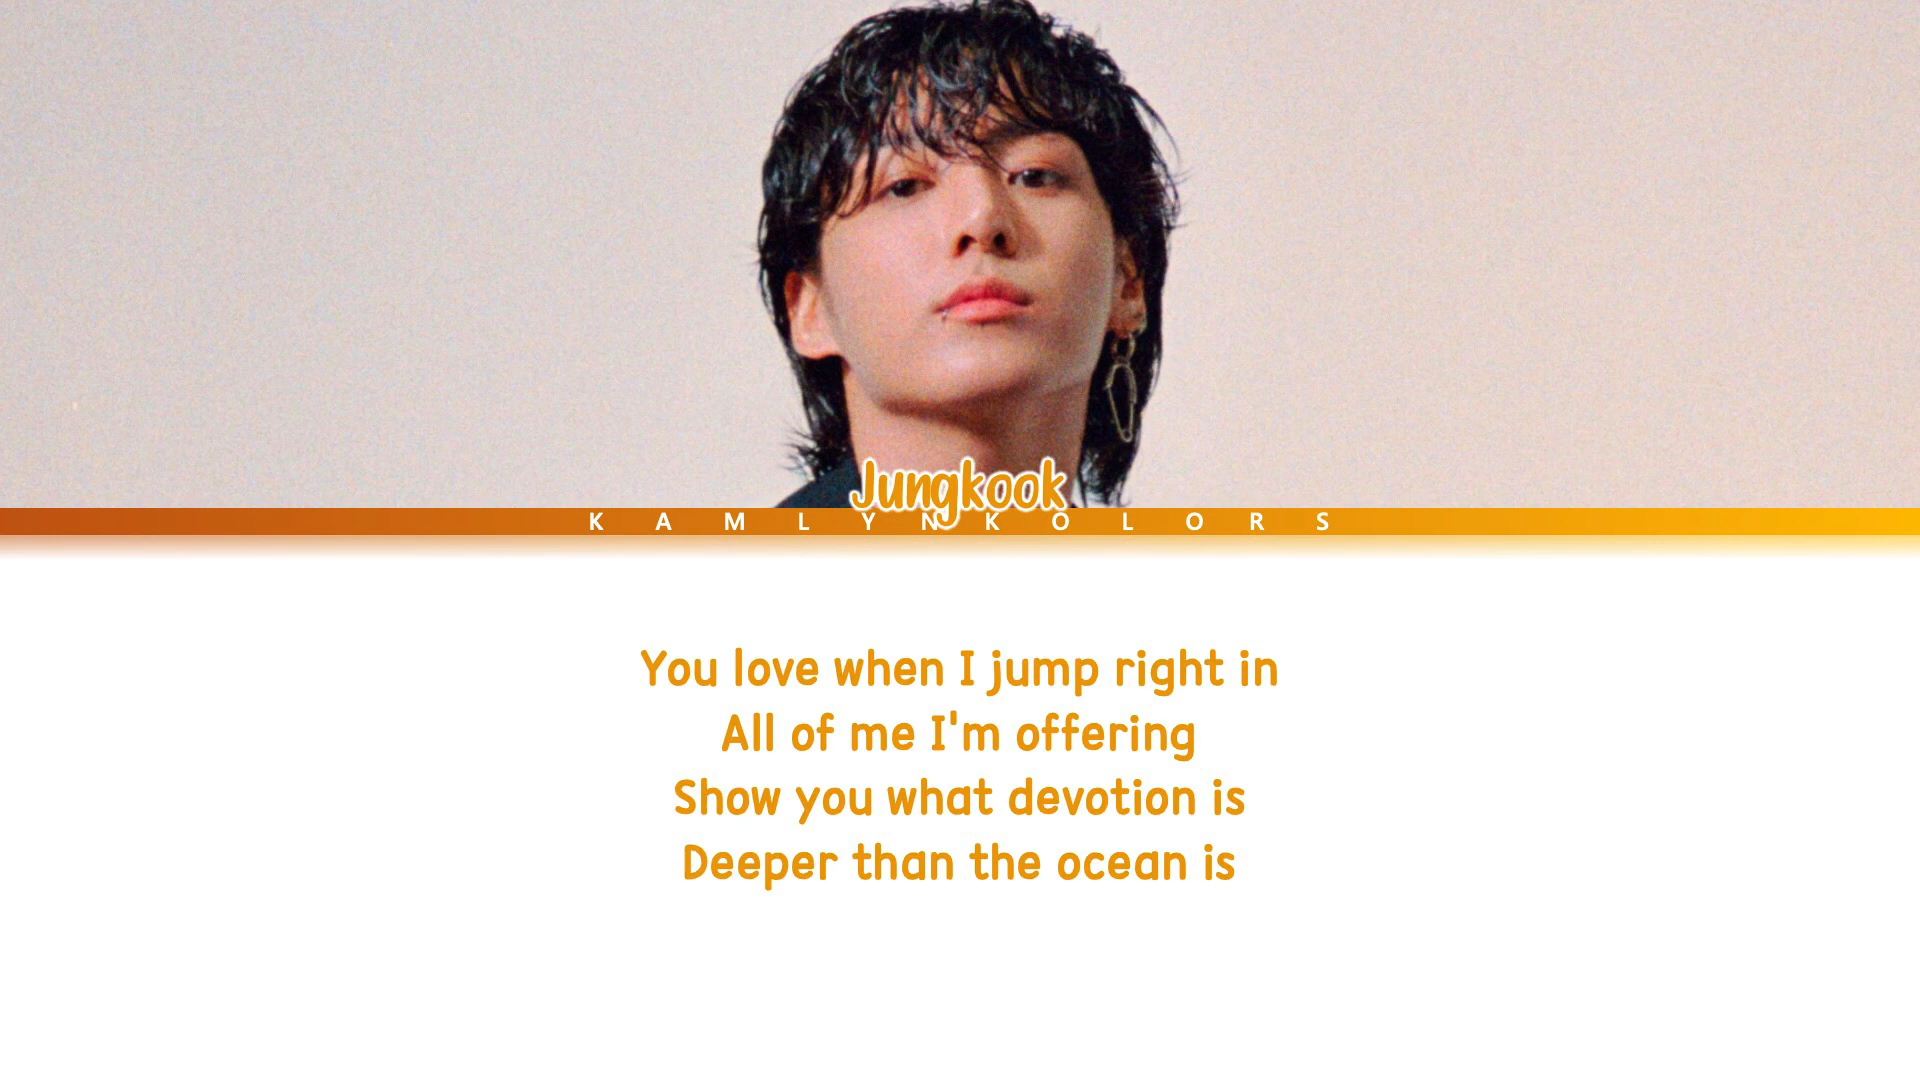 Jungkook
KAMLYNKOLORS
You love when I jump right in
All of me I'm offering
Show you what devotion is
Deeper than the ocean is